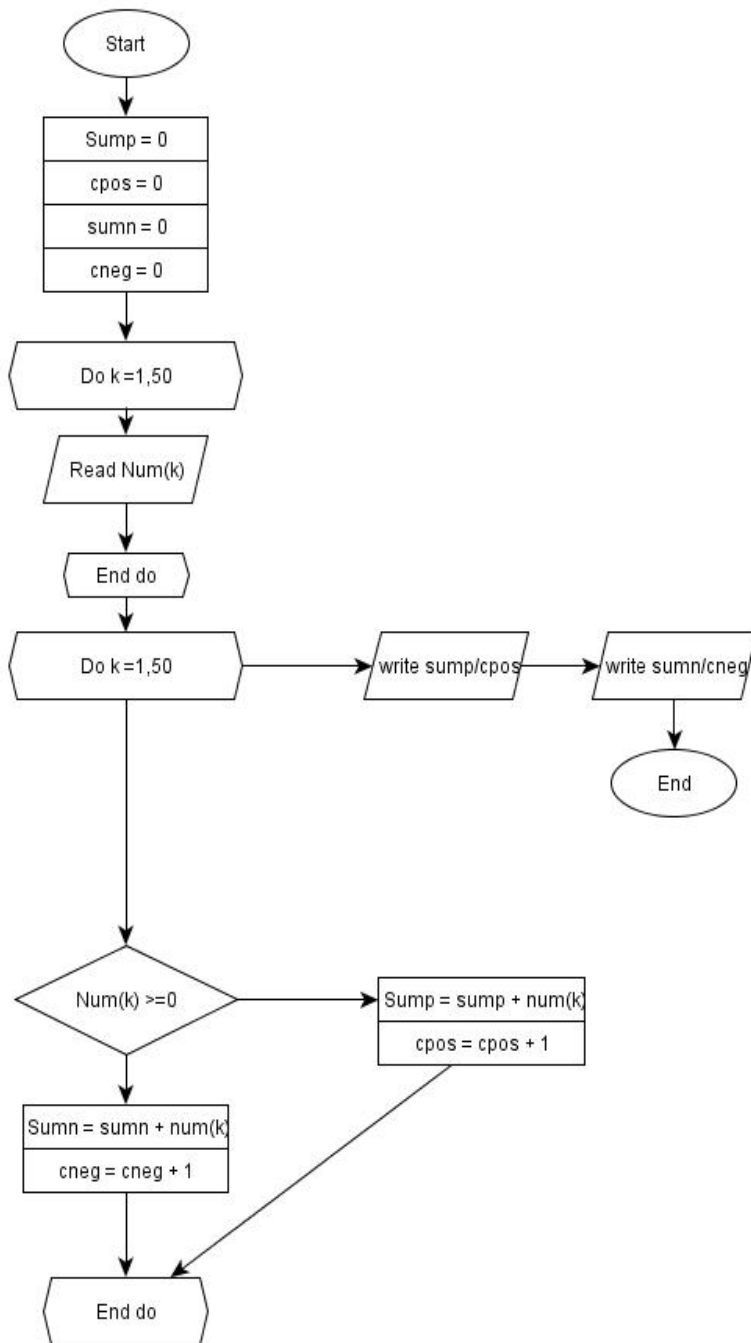 Start
Sump = 0
cpos = 0
sumn = 0
cneg = 0
Do k=1,50
Read Num(k)
End do
Do k=1,50
write sump/cpos
write sumn/cneg
End
Num(k) >=0
Sump = sump + num(k)
cpos = cpos + 1
Sumn = sumn + num(k)
cneg = cneg + 1
End do